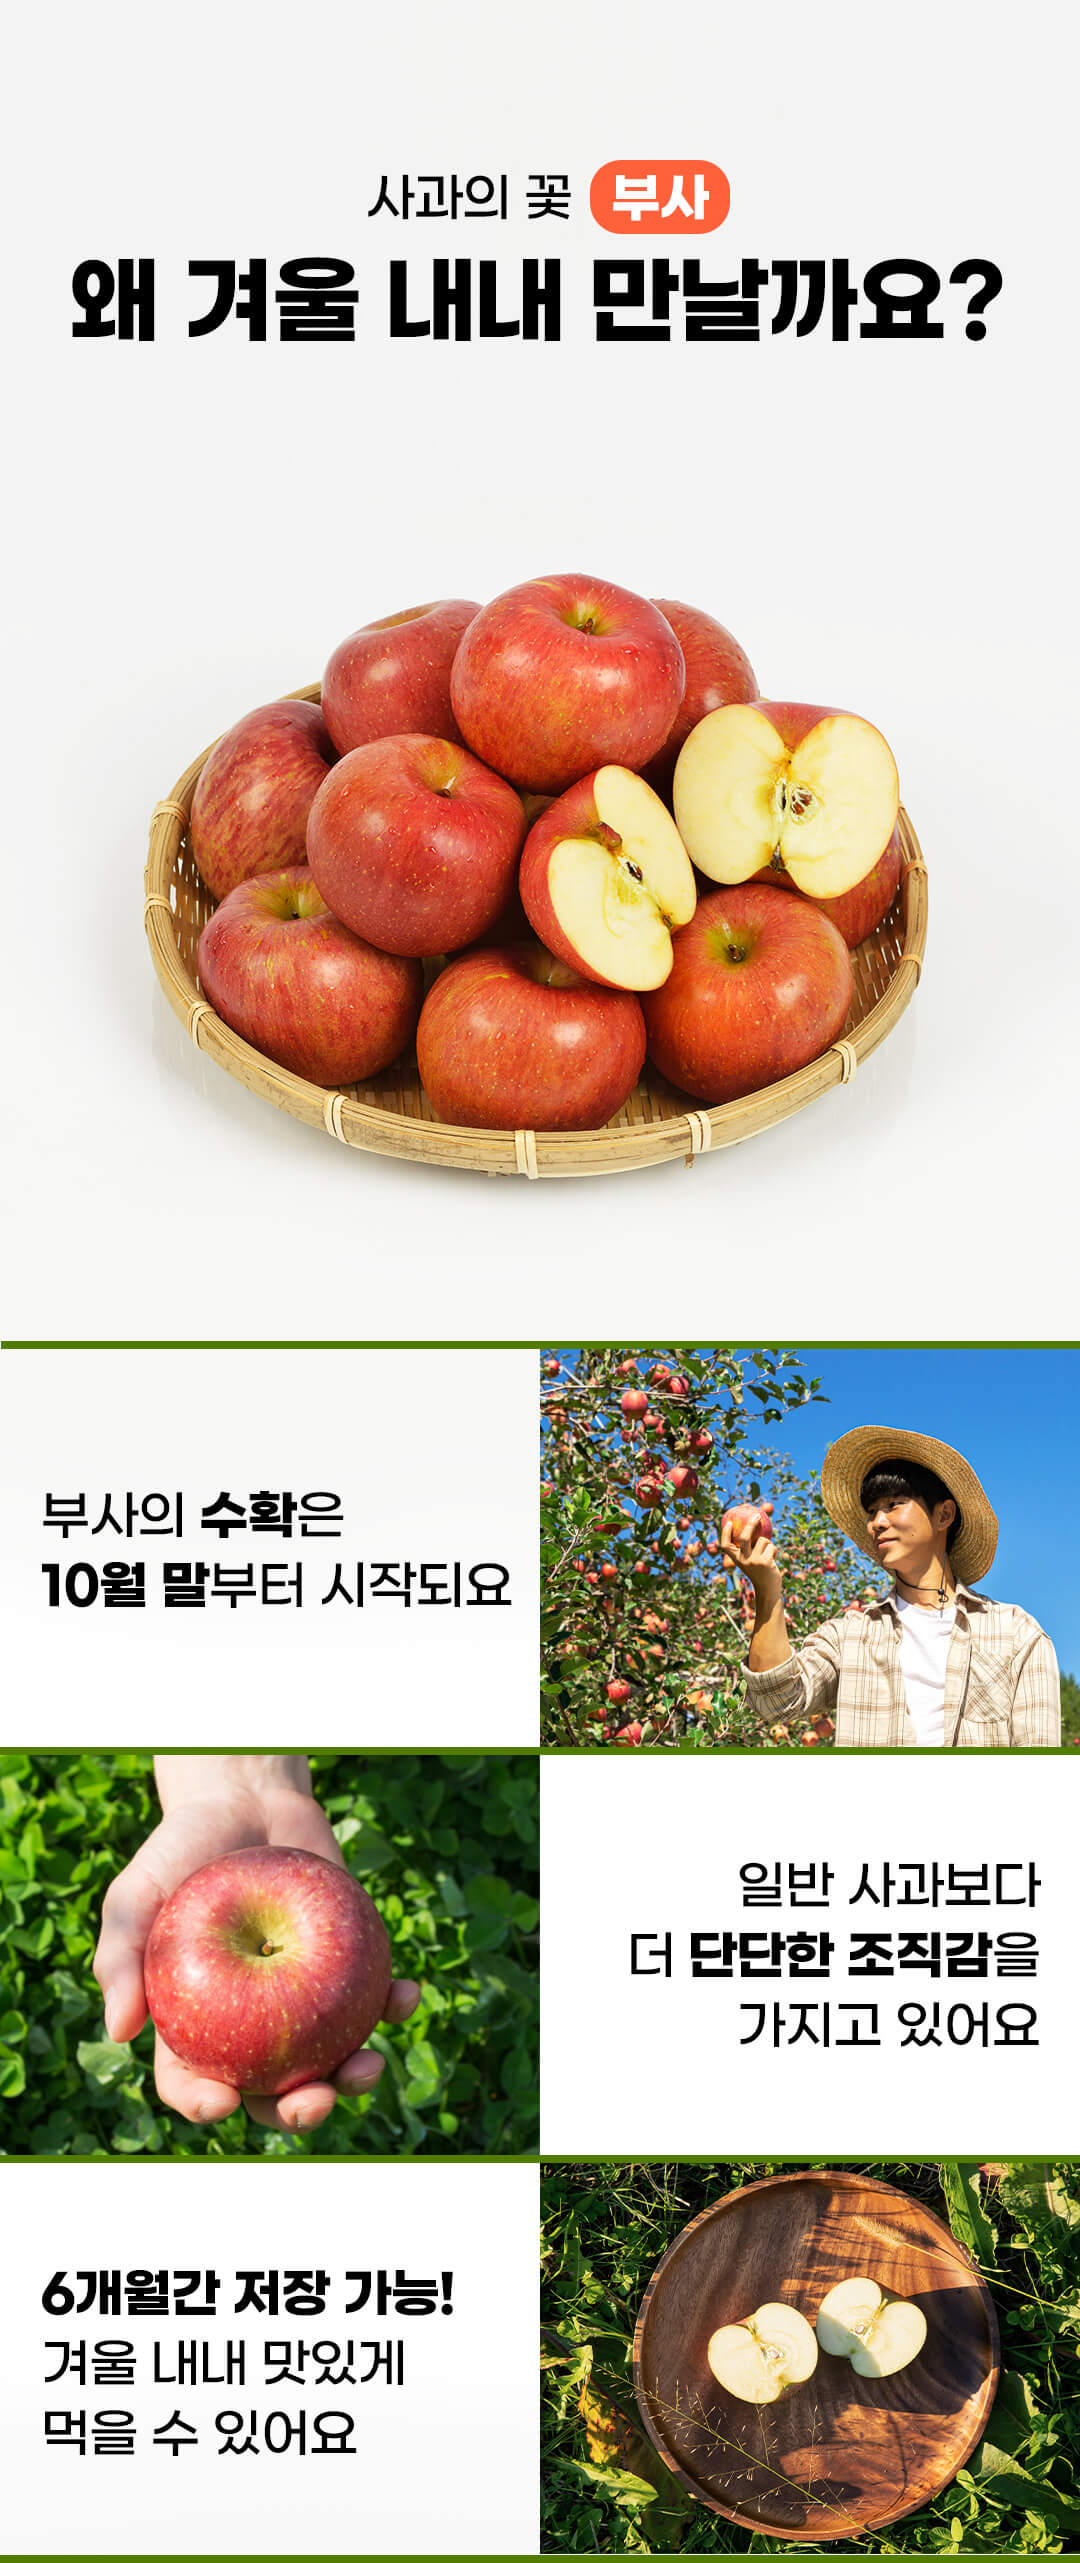 사과의 꽃 부사
왜 겨울 내내 만날까요?
부사의 수확은
10월 말부터 시작되요
일반 사과보다
더 단단한 조직감을
가지고 있어요
6개월간 저장 가능!
겨울 내내 맛있게
먹을 수 있어요